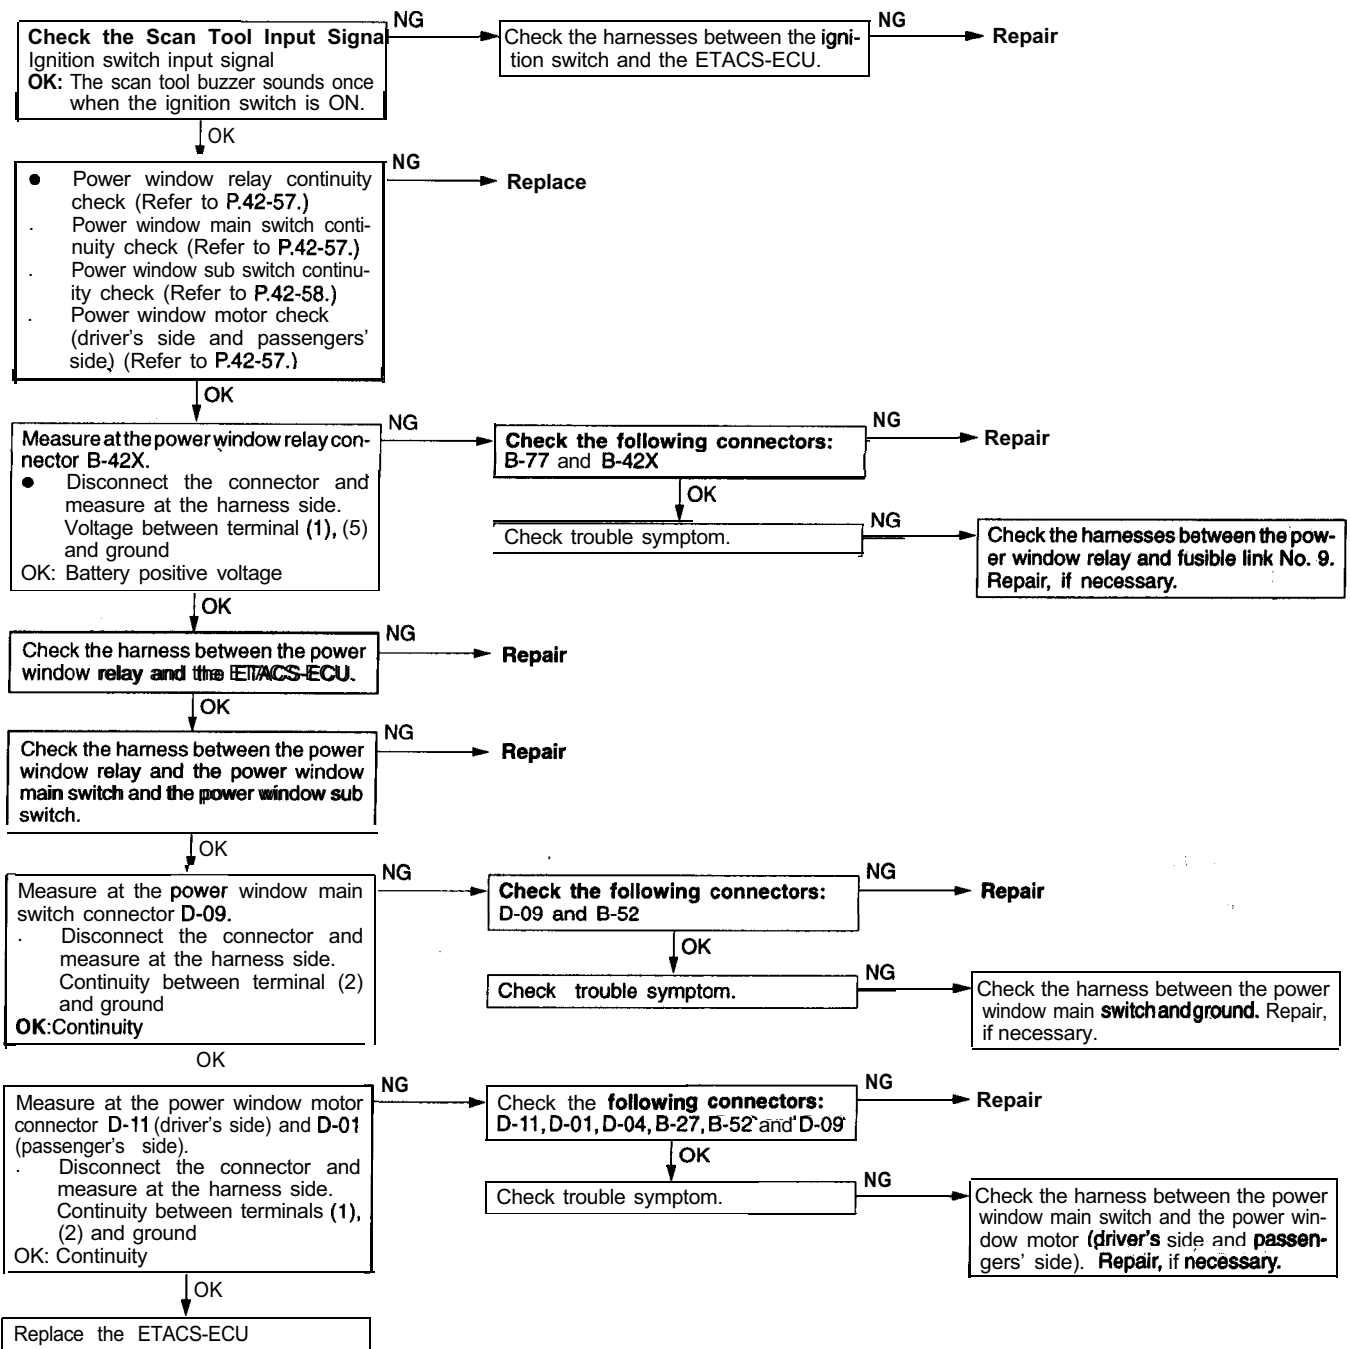 NG
NG
Check the Scan Tool Input Signal
Ignition switch input signal
OK: The scan tool buzzer sounds once
when the ignition switch is ON.
Check the harnesses between the igni-
tion switch and the ETACS-ECU.
Repair
OK
NG
● Power window relay continuity
check (Refer to P.42-57.)
. Power window main switch conti-
nuity check (Refer to P.42-57.)
. Power window sub switch continu-
ity check (Refer to P.42-58.)
. Power window motor check
(driver's side and passengers'
side) (Refer to P.42-57.)
Replace
OK
NG
NG
Measure at the power window relay con-
nector B-42X.
● Disconnect the connector and
measure at the harness side.
Voltage between terminal (1), (5)
and ground
OK: Battery positive voltage
Check the following connectors:
B-77 and B-42X
Repair
OK
NG
Check trouble symptom.
Check the harnesses between the pow-
er window relay and fusible link No. 9.
Repair, if necessary.
OK
NG
Check the harness between the power
window relay and the ETACS-ECU.
Repair
OK
NG
Check the harness between the power
window relay and the power window
main switch and the power window sub
switch.
Repair
OK
NG
NG
Measure at the power window main
switch connector D-09.
. Disconnect the connector and
measure at the harness side.
Continuity between terminal (2)
and ground
OK:Continuity
Check the following connectors:
D-09 and B-52
Repair
OK
NG
Check trouble symptom.
Check the harness between the power
window main switch and ground. Repair,
if necessary.
OK
NG
NG
Measure at the power window motor
connector D-11 (driver's side) and D-01
(passenger's side).
. Disconnect the connector and
measure at the harness side.
Continuity between terminals (1),
(2) and ground
OK: Continuity
Check the following connectors:
D-11, D-01, D-04, B-27, B-52 and D-09
Repair
OK
NG
Check trouble symptom.
Check the harness between the power
window main switch and the power win-
dow motor (driver's side and passen-
gers' side). Repair, if necessary.
OK
Replace the ETACS-ECU